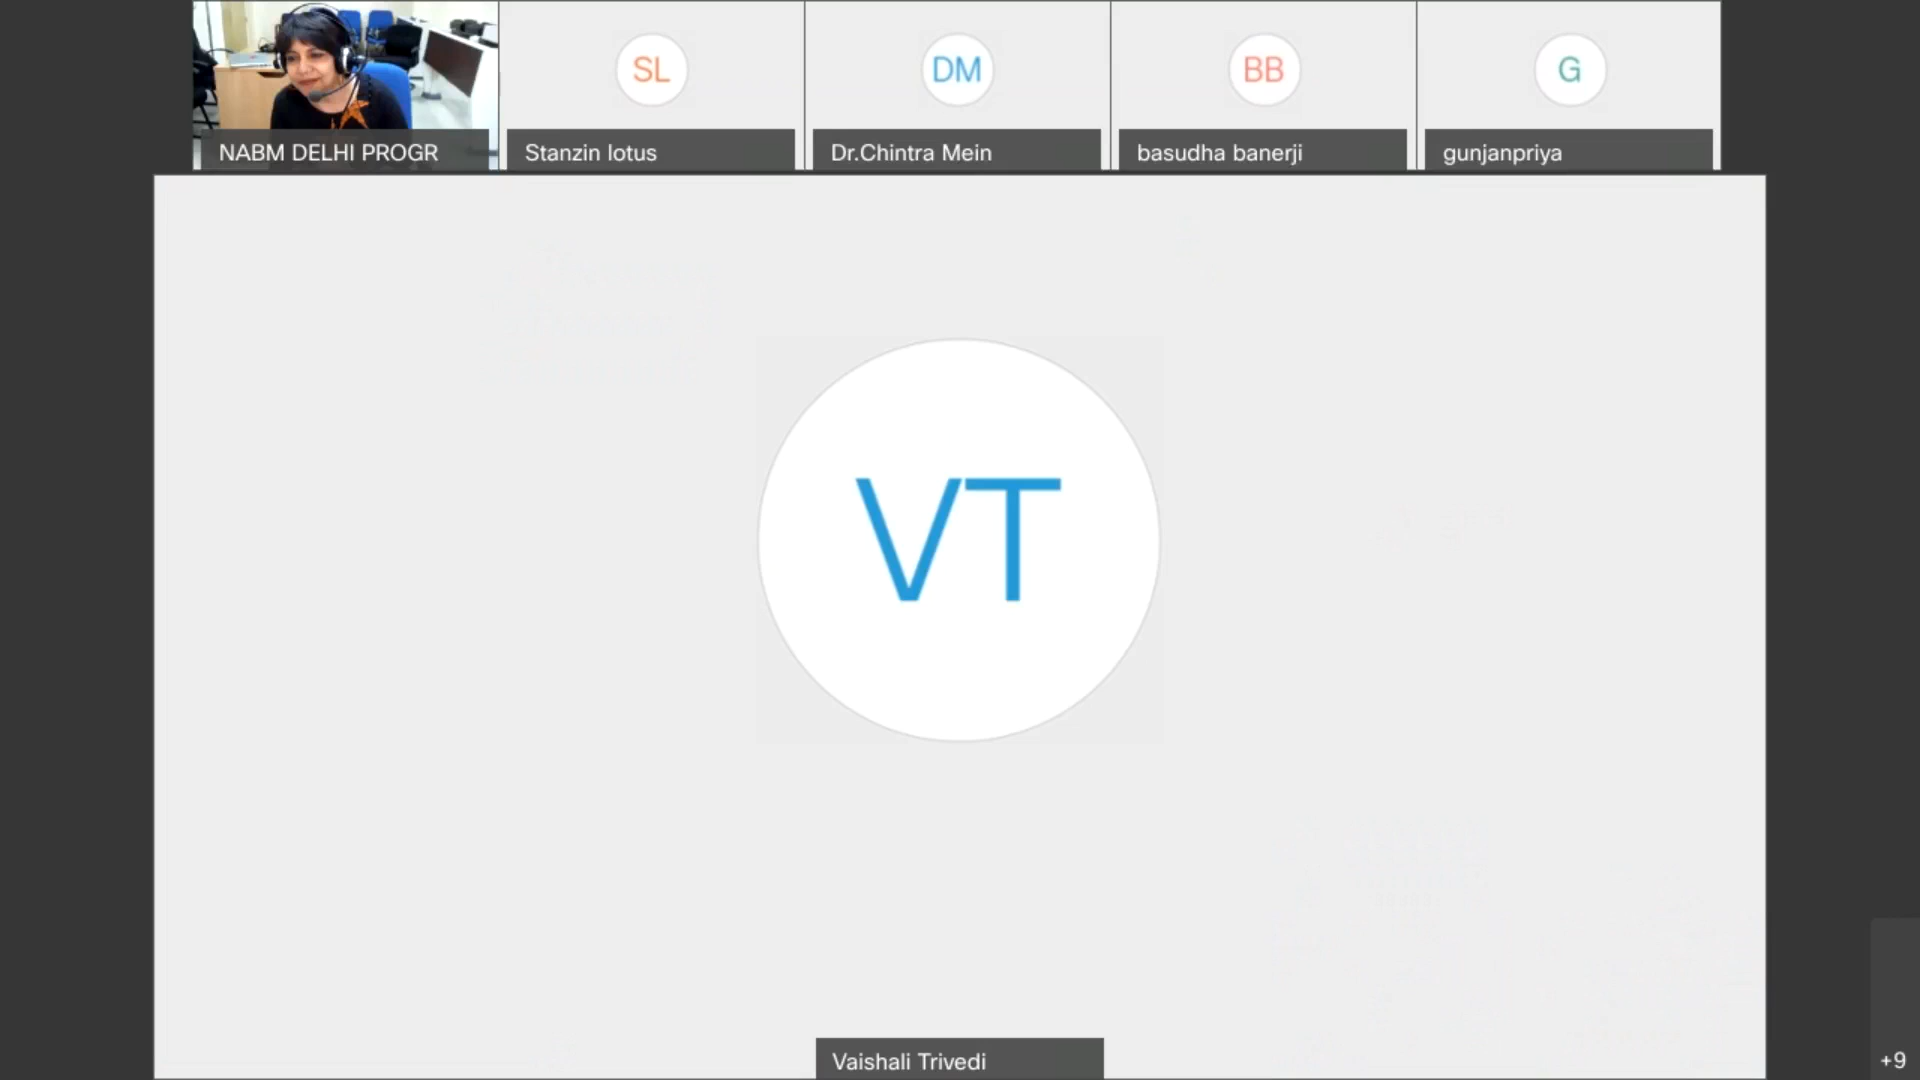 SL
DM
BB
G
NABM DELHI PROGR
Stanzin lotus
Dr.Chintra Mein
basudha banerji
gunjanpriya
VT
Vaishali Trivedi
+9